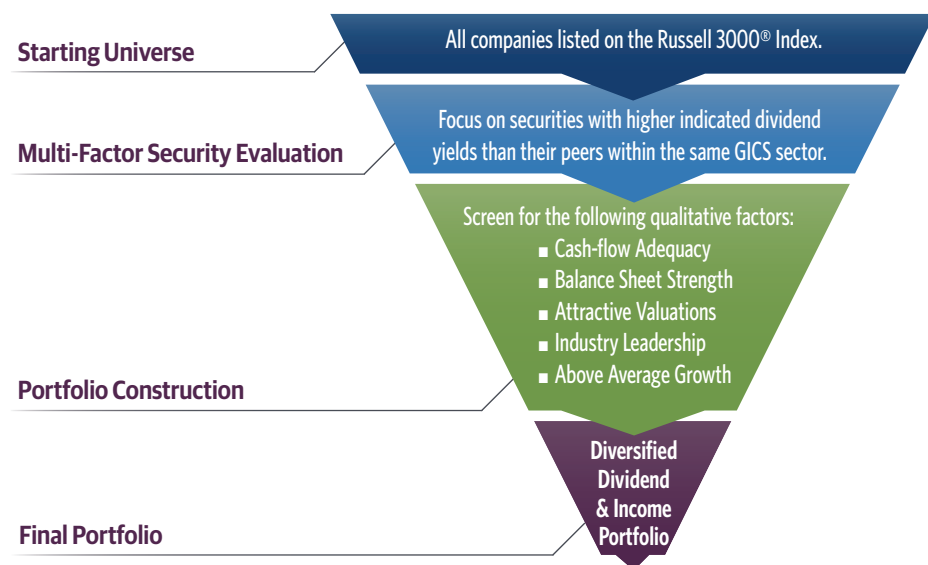 Starting Universe
All companies listed on the Russell 3000® Index.
Multi-Factor Security Evaluation
Focus on securities with higher indicated dividend
yields than their peers within the same GICS sector.
Screen for the following qualitative factors:
■ Cash-flow Adequacy
■ Balance Sheet Strength
■ Attractive Valuations
■ Industry Leadership
■ Above Average Growth
Portfolio Construction
Diversified
Dividend
& Income
Portfolio
Final Portfolio